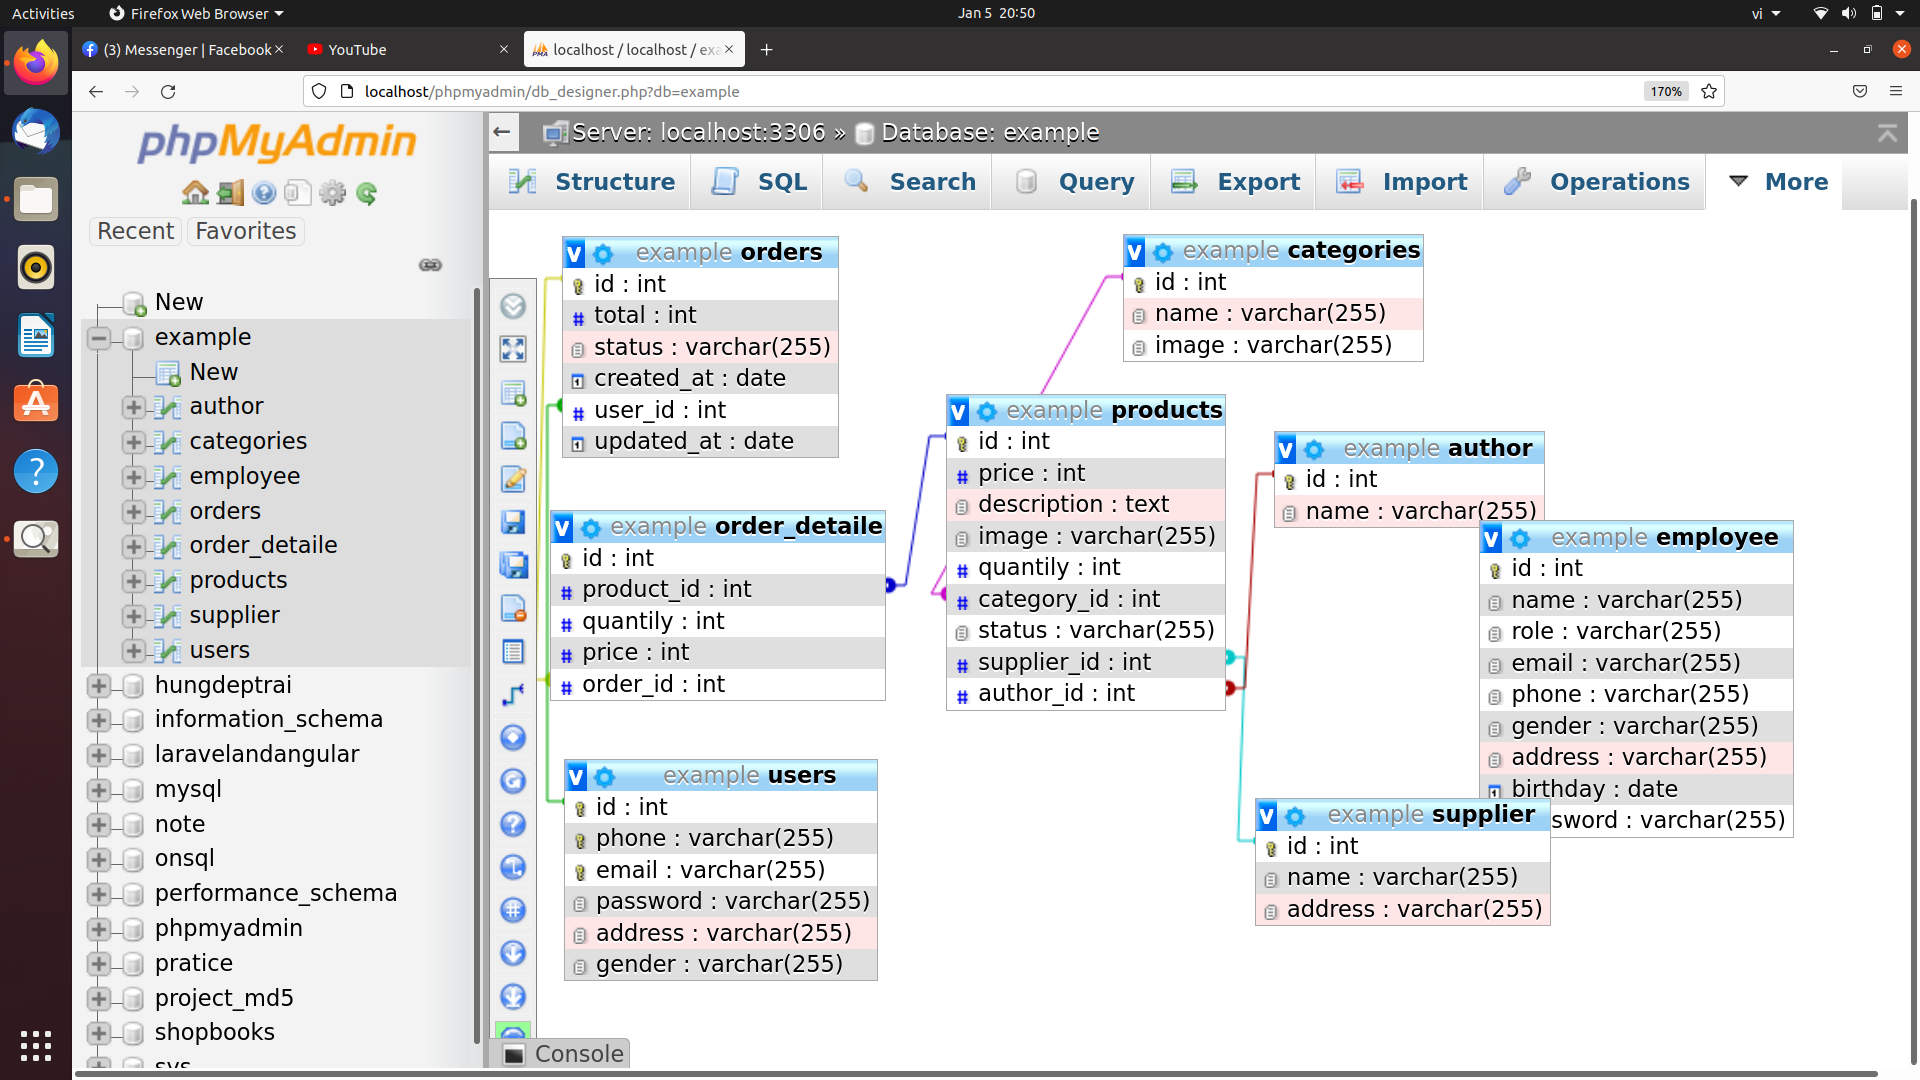 Activities
Firefox Web Browser
Jan 5 20:50
vi
(3) Messenger | Facebook
YouTube
localhost / localhost / exa
localhost/phpmyadmin/db_designer.php?db=example
170%
phpMyAdmin
Recent
Favorites
New
example
New
author
categories
employee
orders
order_detaile
products
supplier
users
hungdeptrai
information_schema
laravelandangular
mysql
note
onsql
performance_schema
phpmyadmin
pratice
project_md5
shopbooks
sys
Server: localhost:3306 » Database: example
Structure
SQL
Search
Query
Export
Import
Operations
More
example orders
id : int
total : int
status : varchar(255)
created_at : date
user_id : int
updated_at : date
example order_detaile
id : int
product_id : int
quantily : int
price : int
order_id : int
example users
id : int
phone : varchar(255)
email : varchar(255)
password : varchar(255)
address : varchar(255)
gender : varchar(255)
example categories
id : int
name : varchar(255)
image : varchar(255)
example products
id : int
price : int
description : text
image : varchar(255)
quantily : int
category_id : int
status : varchar(255)
supplier_id : int
author_id : int
example author
id : int
name : varchar(255)
example employee
id : int
name : varchar(255)
role : varchar(255)
email : varchar(255)
phone : varchar(255)
gender : varchar(255)
address : varchar(255)
birthday : date
sword : varchar(255)
example supplier
id : int
name : varchar(255)
address : varchar(255)
Console